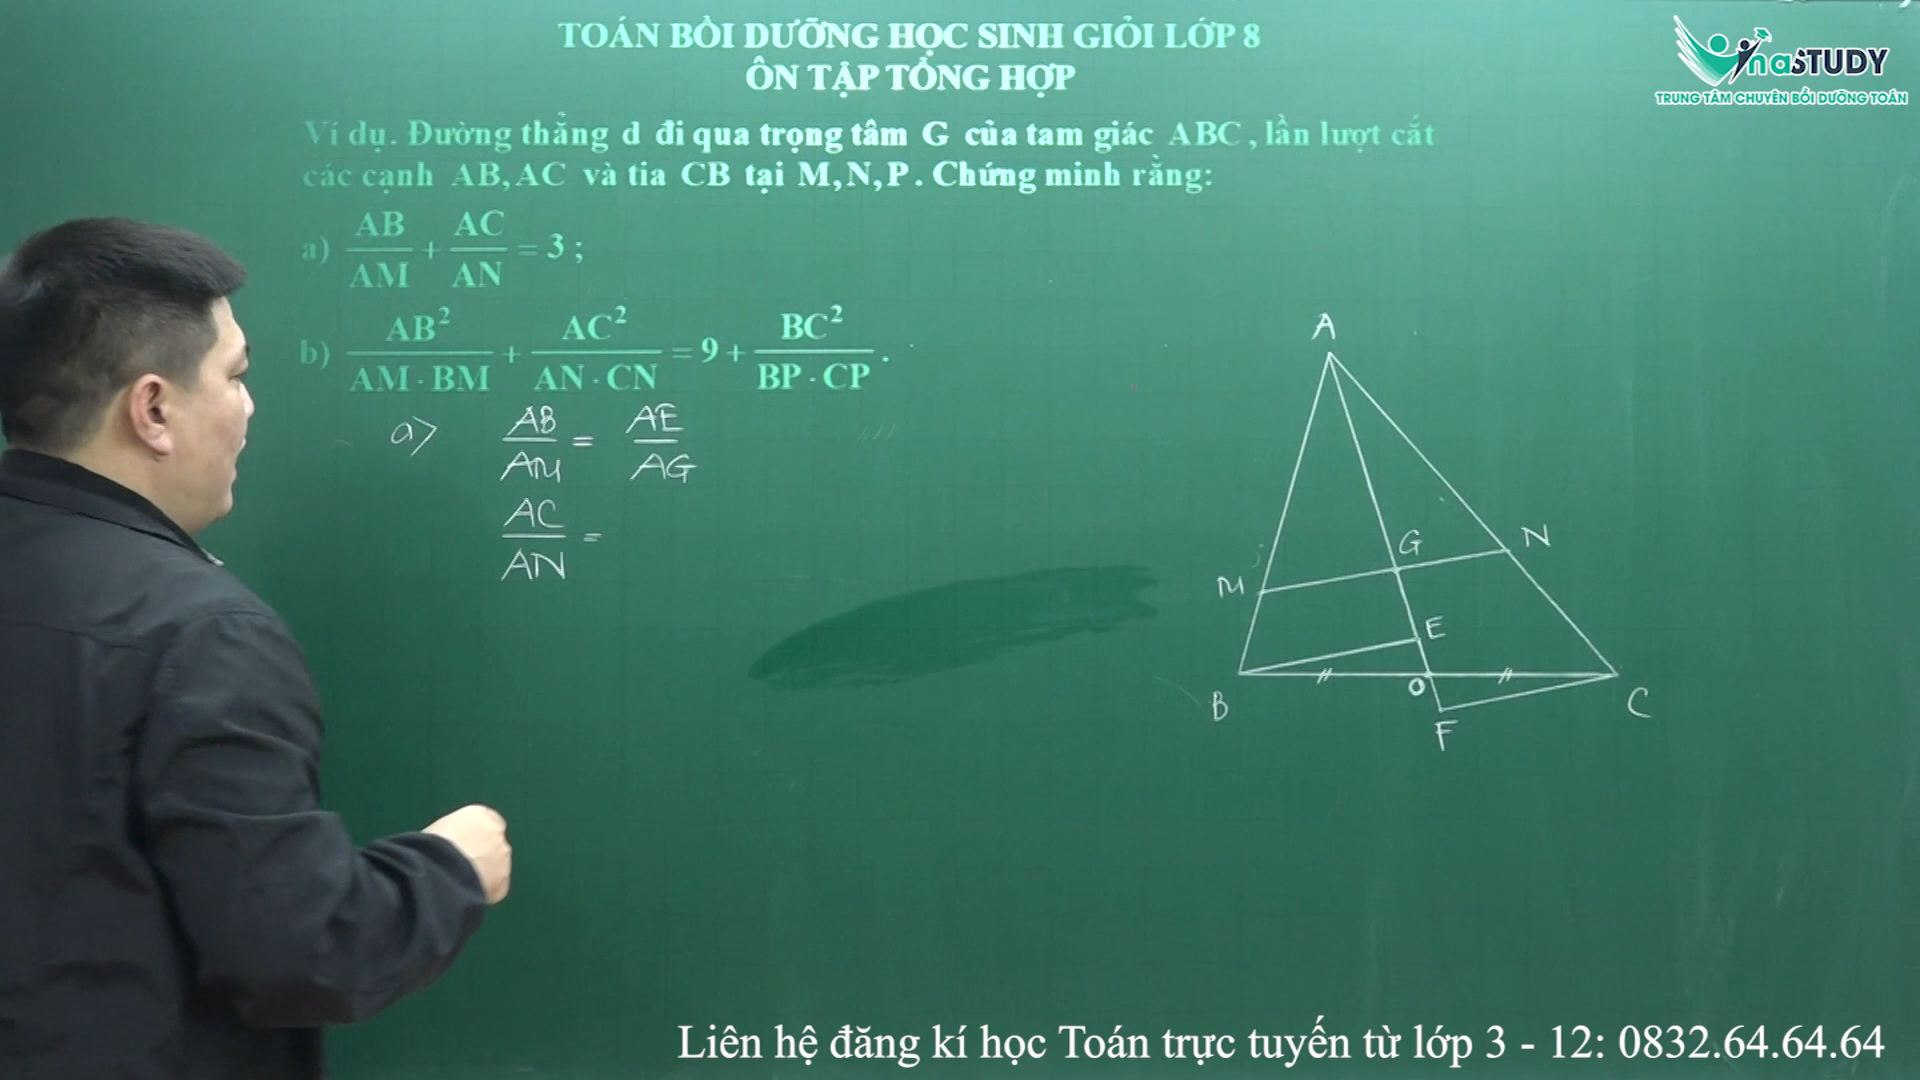 TOÁN BỒI DƯỠNG HỌC SINH GIỎI LỚP 8
ÔN TẬP TỔNG HỢP
inaSTUDY
TRUNG TÂM CHUYÊN BỒI DƯỠNG TOÁN
Ví dụ. Đường thẳng d đi qua trọng tâm G của tam giác ABC, lần lượt cắt
các cạnh AB, AC và tia CB tại M, N, P. Chứng minh rằng:
a) AB/AM + AC/AN = 3;
b) AB²/(AM · BM) + AC²/(AN · CN) = 9 + BC²/(BP · CP).
a> AB/AM = AE/AG
AC/AN =
A
G N
M
E
B O C
F
Liên hệ đăng kí học Toán trực tuyến từ lớp 3 - 12: 0832.64.64.64